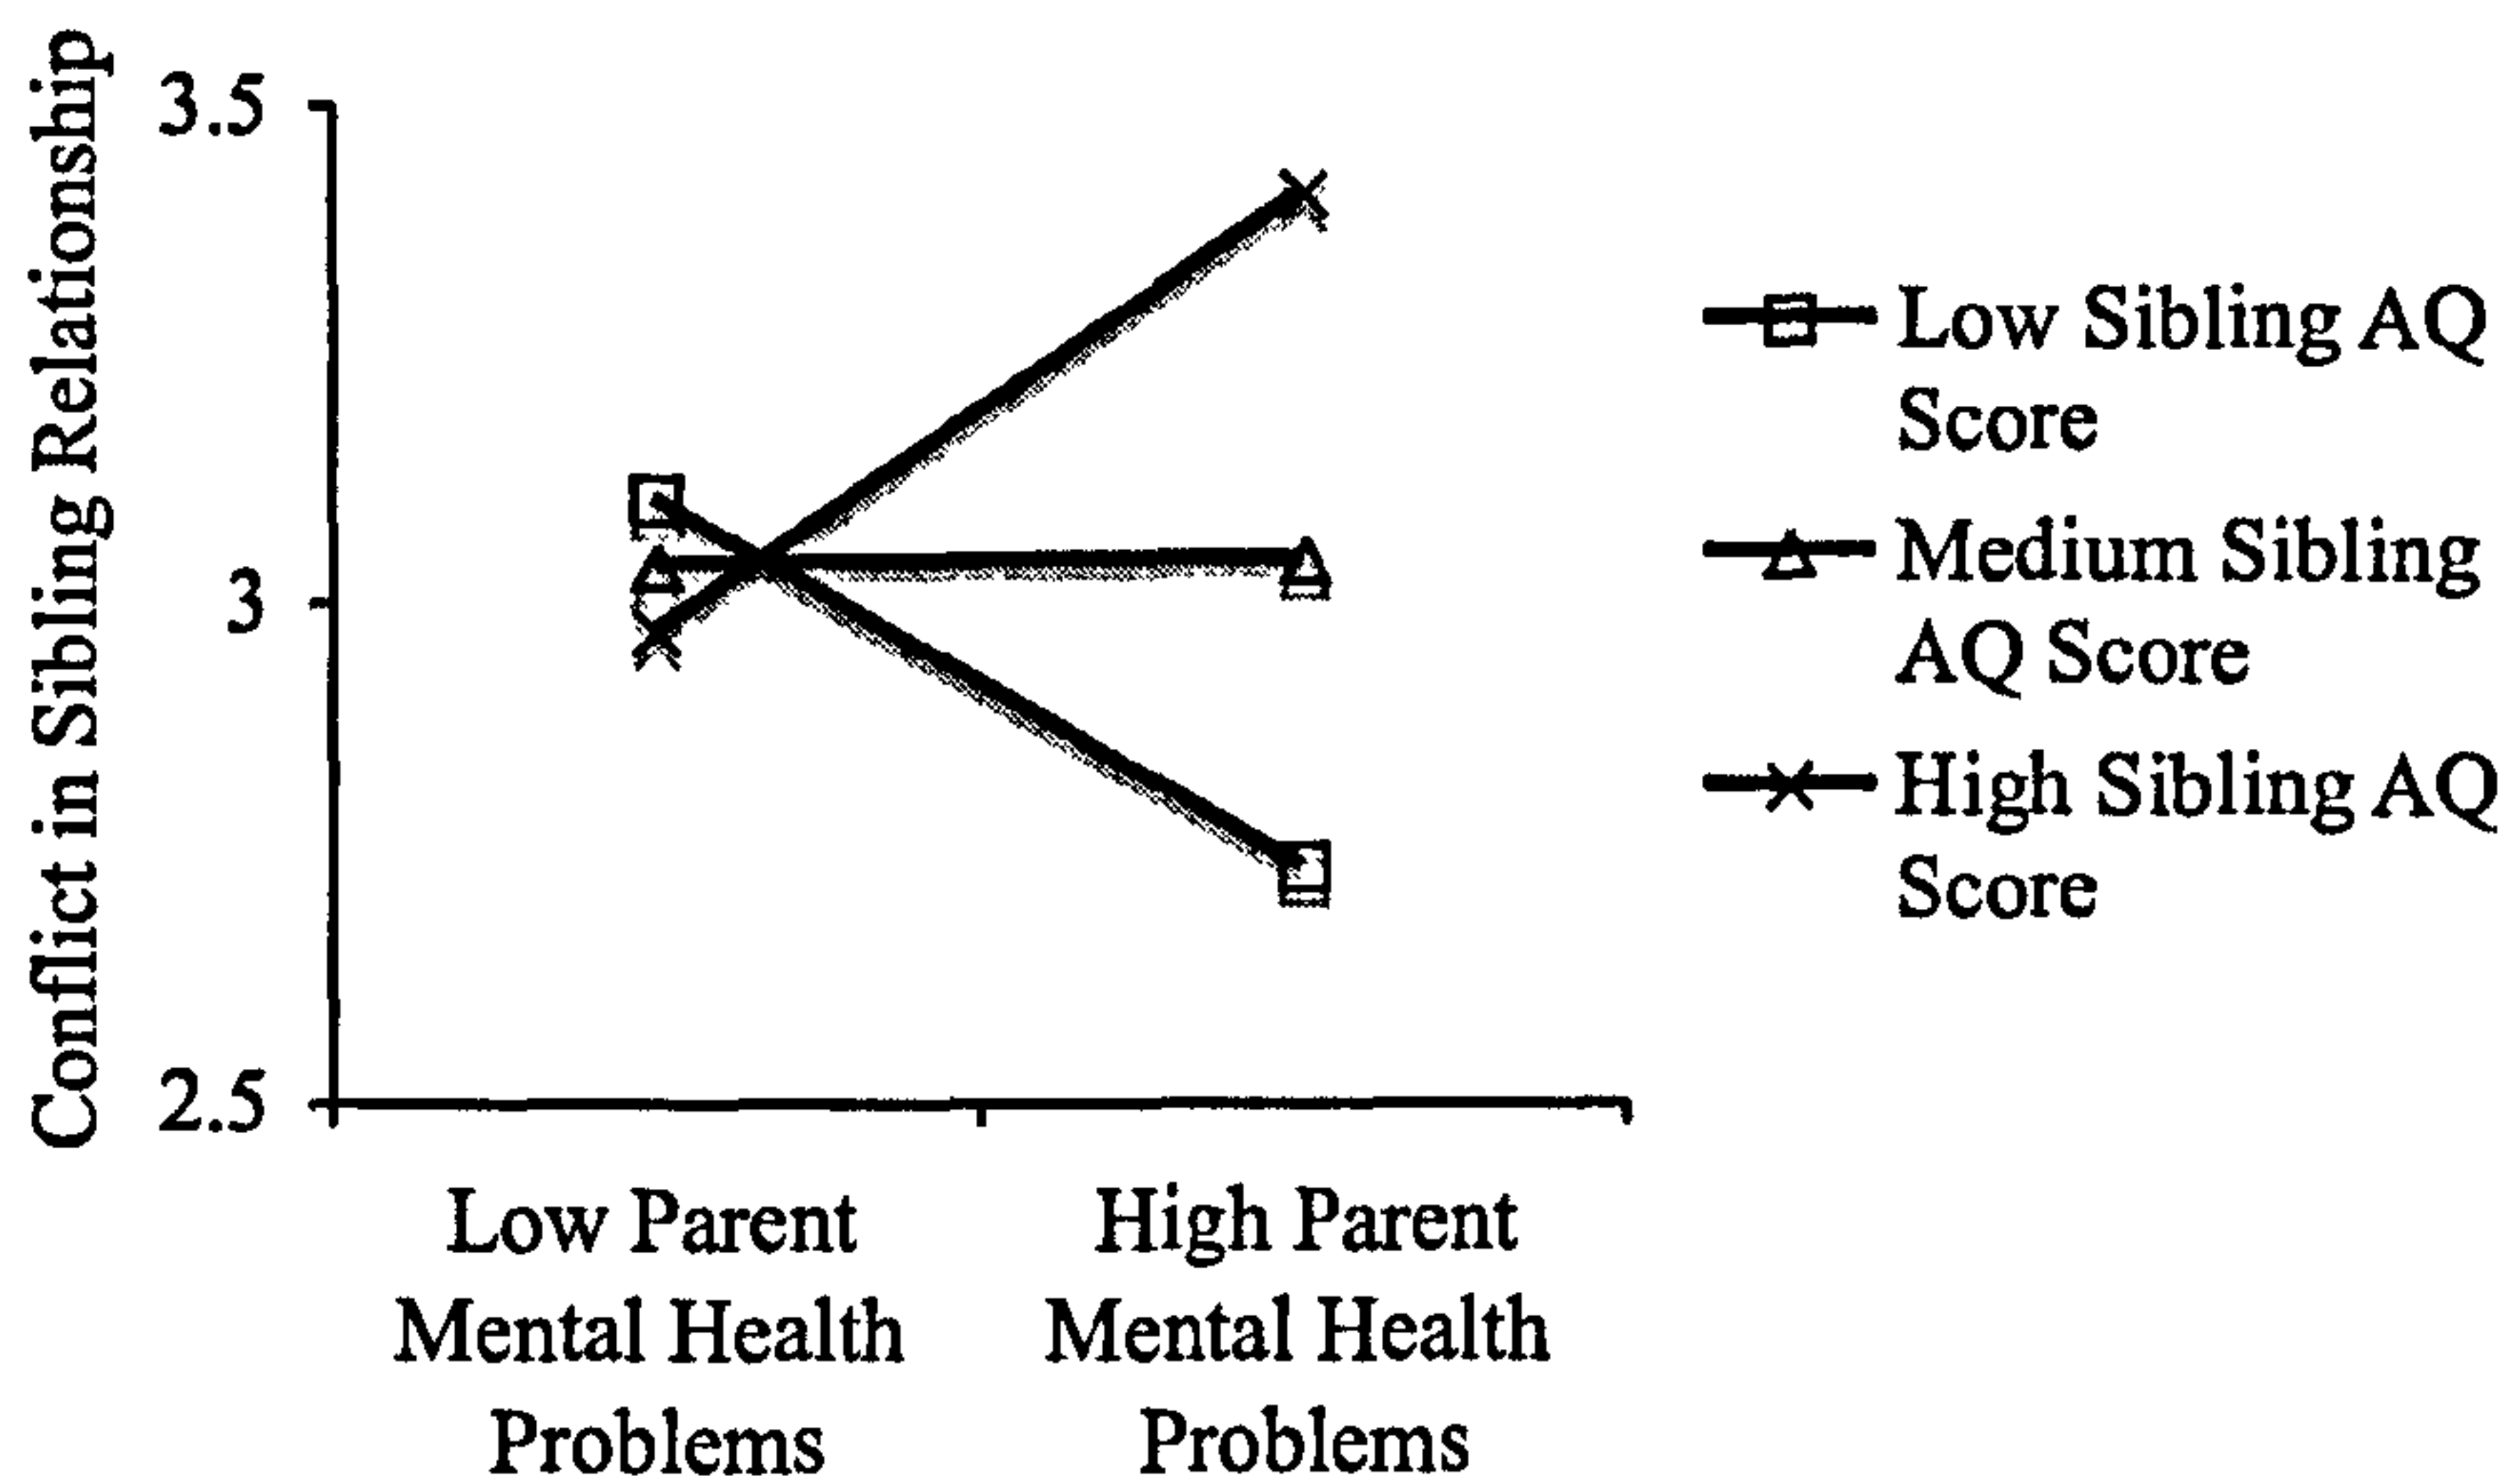 Conflict in Sibling Relationship
3.5
3
2.5
Low Parent
Mental Health
Problems
High Parent
Mental Health
Problems
Low Sibling AQ
Score
Medium Sibling
AQ Score
High Sibling AQ
Score